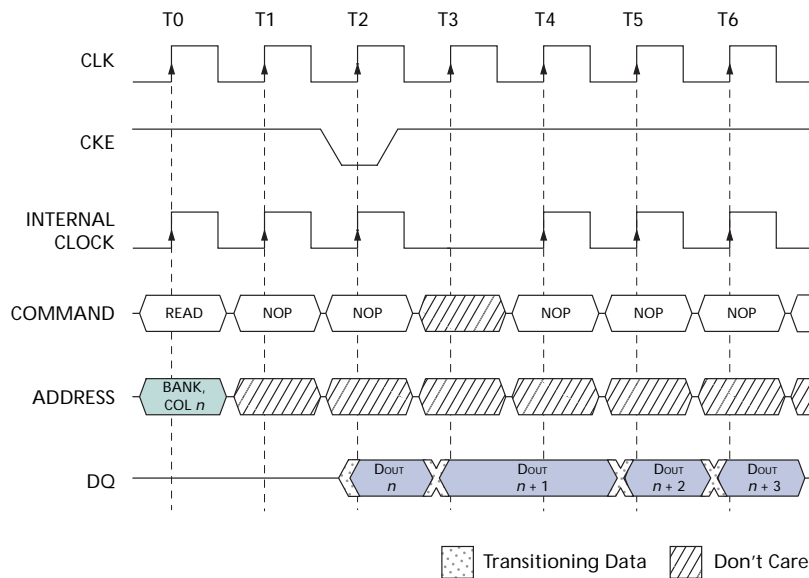 T0 T1 T2 T3 T4 T5 T6
CLK
CKE
INTERNAL
CLOCK
COMMAND READ NOP NOP NOP NOP NOP
ADDRESS BANK,
COL n
DQ DOUT
n
DOUT
n + 1
DOUT
n + 2
DOUT
n + 3
Transitioning Data Don't Care